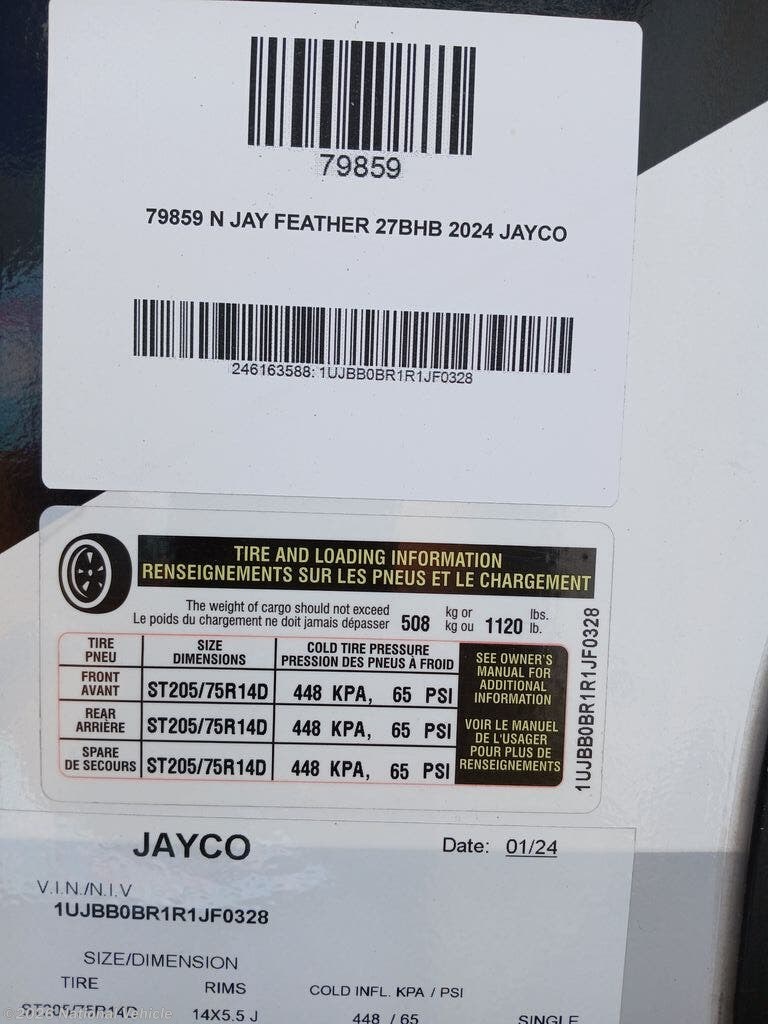 79859
79859 N JAY FEATHER 27BHB 2024 JAYCO
246163588: 1UJBB0BR1R1JF0328
TIRE AND LOADING INFORMATION
RENSEIGNEMENTS SUR LES PNEUS ET LE CHARGEMENT
The weight of cargo should not exceed
Le poids du chargement ne doit jamais dépasser
508 kg or
kg ou
1120 lbs.
lb.
TIRE
PNEU
SIZE
DIMENSIONS
COLD TIRE PRESSURE
PRESSION DES PNEUS À FROID
FRONT
AVANT
ST205/75R14D
448 KPA, 65 PSI
REAR
ARRIÈRE
ST205/75R14D
448 KPA, 65 PSI
SPARE
DE SECOURS
ST205/75R14D
448 KPA, 65 PSI
SEE OWNER'S
MANUAL FOR
ADDITIONAL
INFORMATION
VOIR LE MANUEL
DE L'USAGER
POUR PLUS DE
RENSEIGNEMENTS
1UJBB0BR1R1JF0328
JAYCO
Date: 01/24
V.I.N./N.I.V
1UJBB0BR1R1JF0328
SIZE/DIMENSION
TIRE RIMS COLD INFL. KPA / PSI
ST205/75R14D 14X5.5 J 448 / 65 SINGLE
©2026 National Vehicle